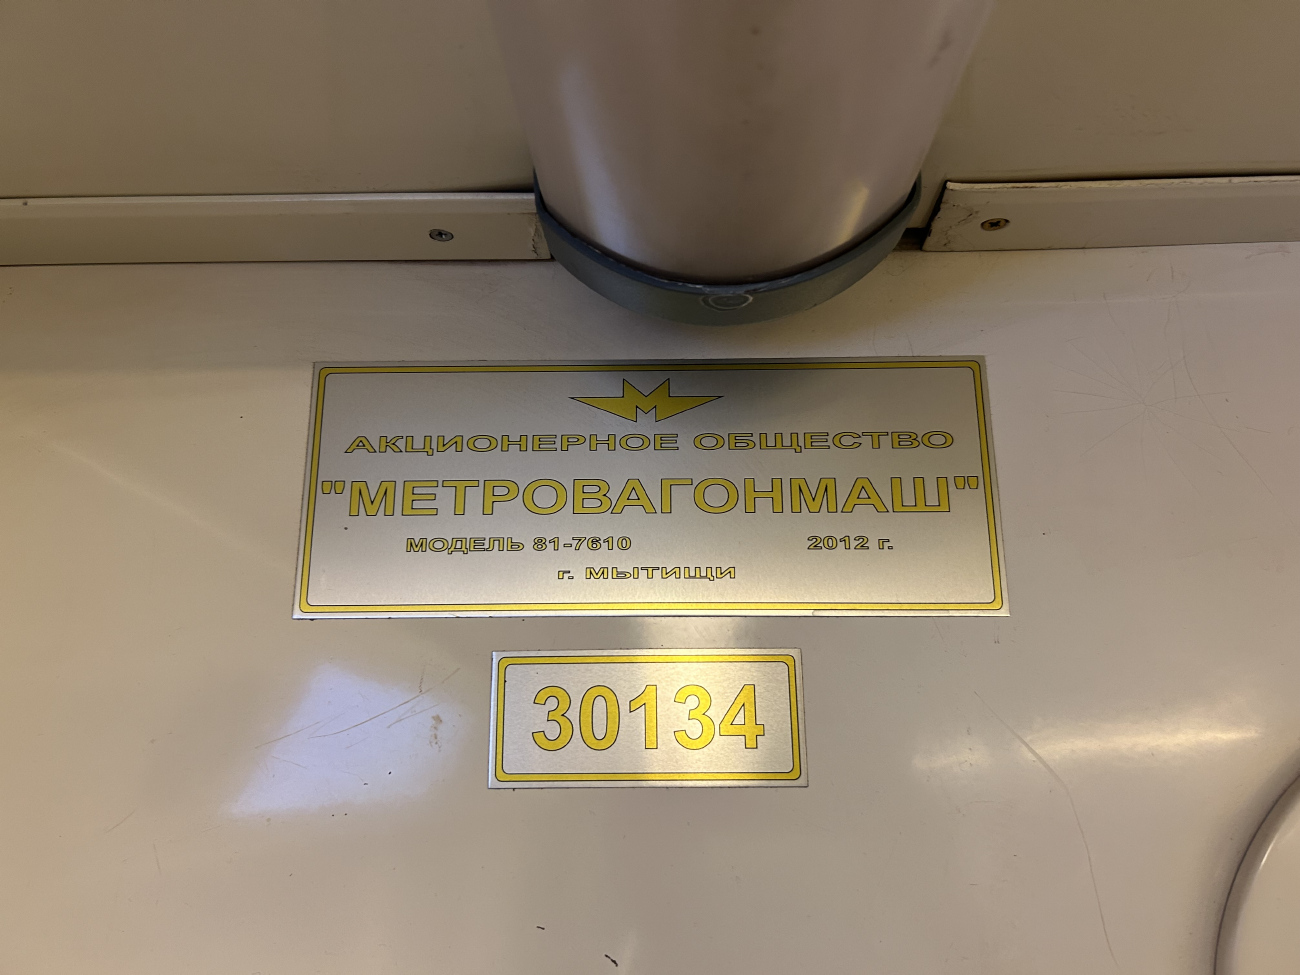 М
АКЦИОНЕРНОЕ ОБЩЕСТВО
"МЕТРОВАГОНМАШ"
МОДЕЛЬ 81-7610 2012 г.
г. МЫТИЩИ
30134